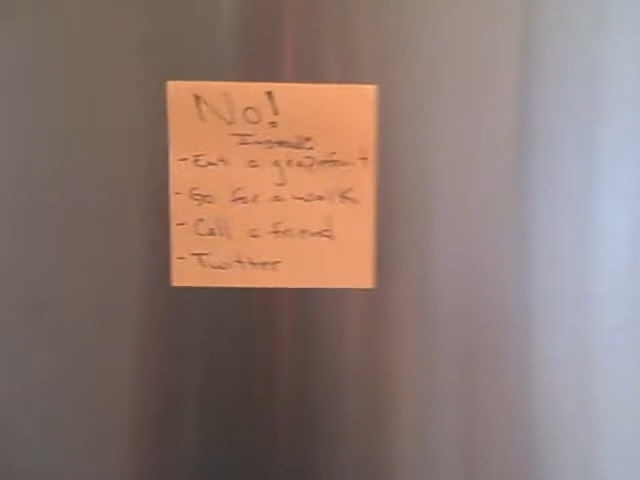 No!
Instead:
- Eat a grapefruit
- Go for a walk
- Call a friend
- Twitter